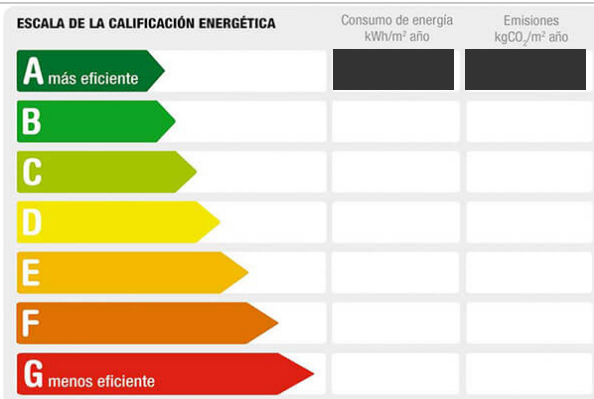 ESCALA DE LA CALIFICACIÓN ENERGÉTICA
Consumo de energía
kWh/m² año
Emisiones
kgCO₂/m² año
A más eficiente
B
C
D
E
F
G menos eficiente